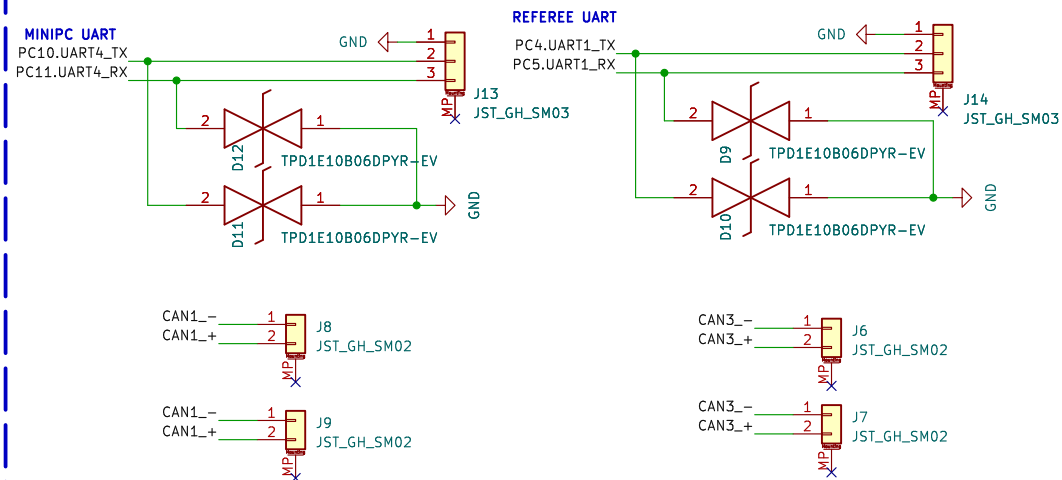 MINIPC UART
PC10.UART4_TX
PC11.UART4_RX
GND
1
2
3
MP
J13
JST_GH_SM03
2
1
D12
TPD1E10B06DPYR-EV
2
1
D11
TPD1E10B06DPYR-EV
GND
REFEREE UART
PC4.UART1_TX
PC5.UART1_RX
GND
1
2
3
MP
J14
JST_GH_SM03
2
1
D9
TPD1E10B06DPYR-EV
2
1
D10
TPD1E10B06DPYR-EV
GND
CAN1_-
CAN1_+
1
2
MP
J8
JST_GH_SM02
CAN3_-
CAN3_+
1
2
MP
J6
JST_GH_SM02
CAN1_-
CAN1_+
1
2
MP
J9
JST_GH_SM02
CAN3_-
CAN3_+
1
2
MP
J7
JST_GH_SM02